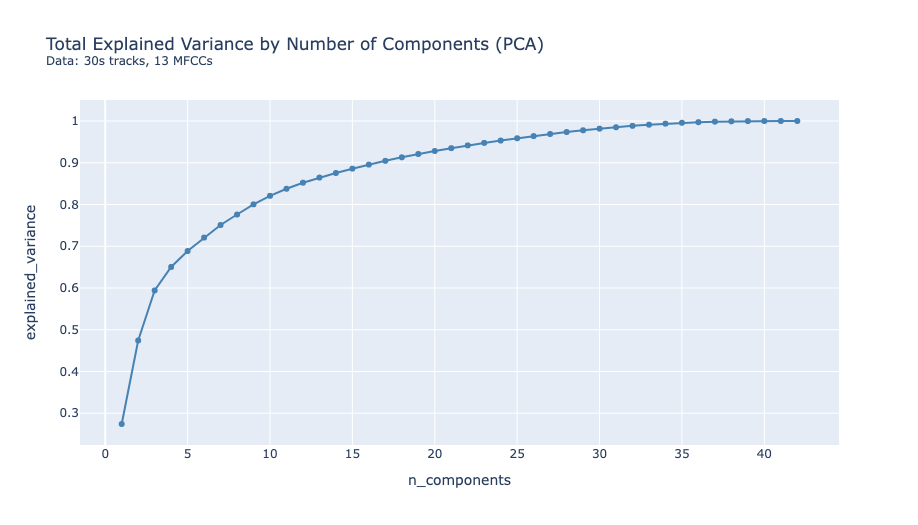 Total Explained Variance by Number of Components (PCA)
Data: 30s tracks, 13 MFCCs
explained_variance
1
0.9
0.8
0.7
0.6
0.5
0.4
0.3
0 5 10 15 20 25 30 35 40
n_components